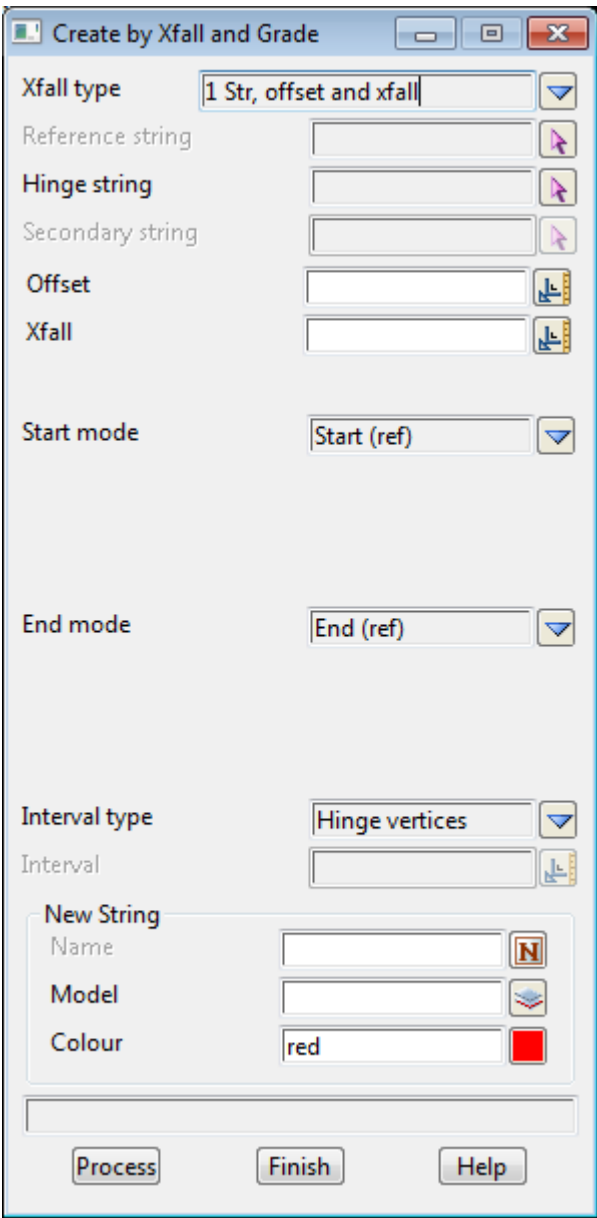 Create by Xfall and Grade
Xfall type 1 Str, offset and xfall
Reference string
Hinge string
Secondary string
Offset
Xfall
Start mode Start (ref)
End mode End (ref)
Interval type Hinge vertices
Interval
New String
Name N
Model
Colour red
Process Finish Help